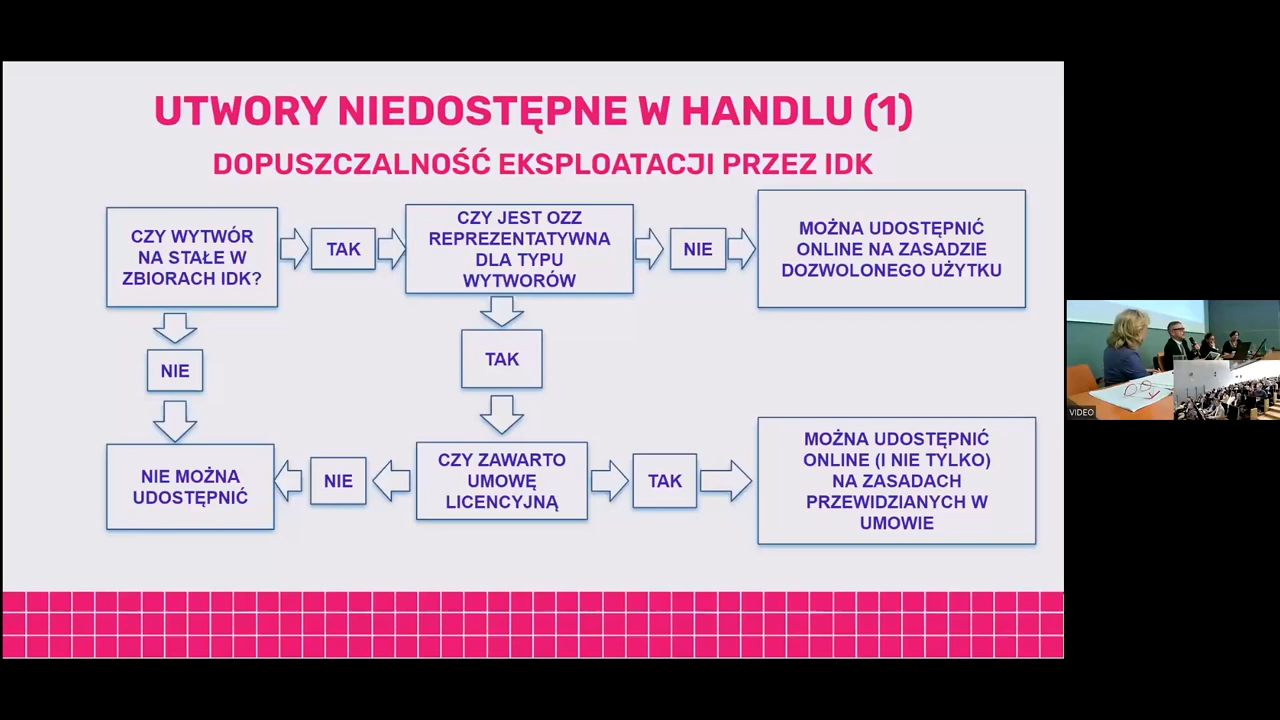 UTWORY NIEDOSTĘPNE W HANDLU (1)
DOPUSZCZALNOŚĆ EKSPLOATACJI PRZEZ IDK
CZY WYTWÓR
NA STAŁE W
ZBIORACH IDK?
TAK
CZY JEST OZZ
REPREZENTATYWNA
DLA TYPU
WYTWORÓW
NIE
MOŻNA UDOSTĘPNIĆ
ONLINE NA ZASADZIE
DOZWOLONEGO UŻYTKU
NIE
TAK
NIE MOŻNA
UDOSTĘPNIĆ
NIE
CZY ZAWARTO
UMOWĘ
LICENCYJNĄ
TAK
MOŻNA UDOSTĘPNIĆ
ONLINE (I NIE TYLKO)
NA ZASADACH
PRZEWIDZIANYCH W
UMOWIE
VIDEO